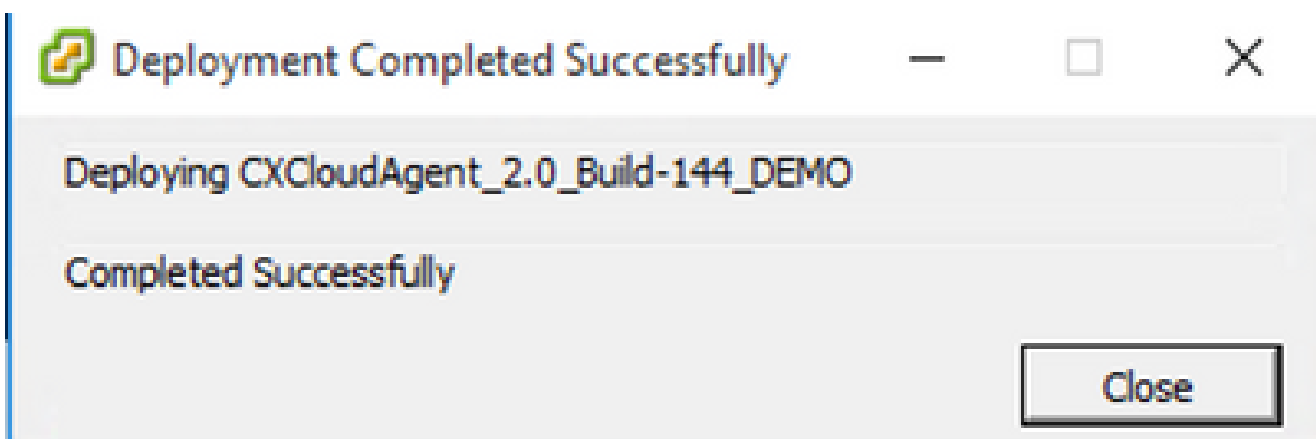 Deployment Completed Successfully
Deploying CXCloudAgent_2.0_Build-144_DEMO
Completed Successfully
Close